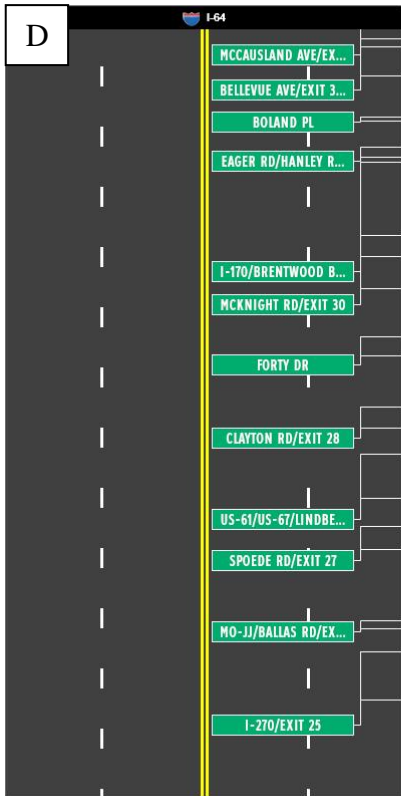 D
I-64
MCCAUSLAND AVE/EX...
BELLEVUE AVE/EXIT 3...
BOLAND PL
EAGER RD/HANLEY R...
I-170/BRENTWOOD B...
MCKNIGHT RD/EXIT 30
FORTY DR
CLAYTON RD/EXIT 28
US-61/US-67/LINDBE...
SPOEDE RD/EXIT 27
MO-JJ/BALLAS RD/EX...
I-270/EXIT 25